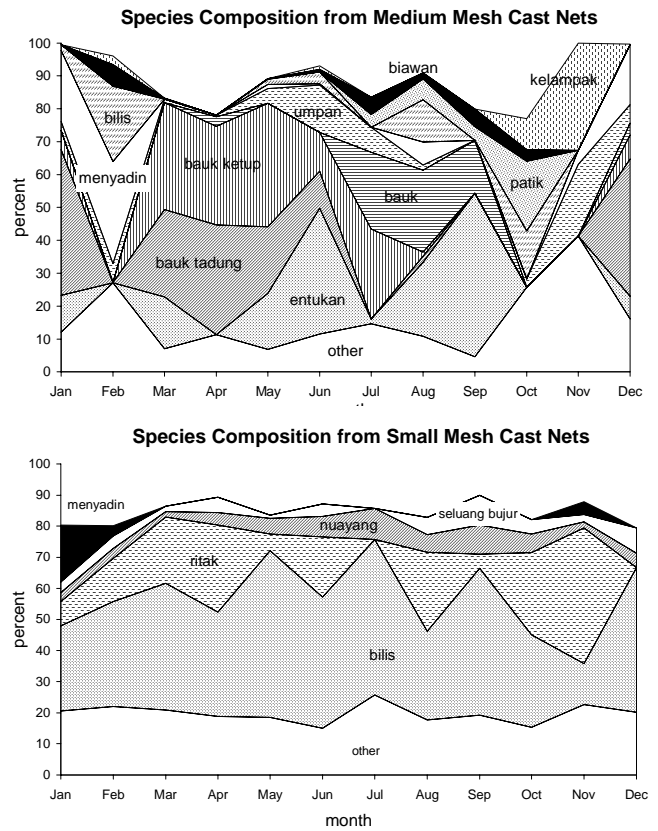 Species Composition from Medium Mesh Cast Nets
100
90
80
70
60
50
40
30
20
10
0
percent
biawan
kelampak
bilis
umpan
menyadin
bauk ketup
bauk
patik
bauk tadung
entukan
other
Jan Feb Mar Apr May Jun Jul Aug Sep Oct Nov Dec
Species Composition from Small Mesh Cast Nets
100
90
80
70
60
50
40
30
20
10
0
percent
menyadin
seluang bujur
nuayang
ritak
bilis
other
Jan Feb Mar Apr May Jun Jul Aug Sep Oct Nov Dec
month